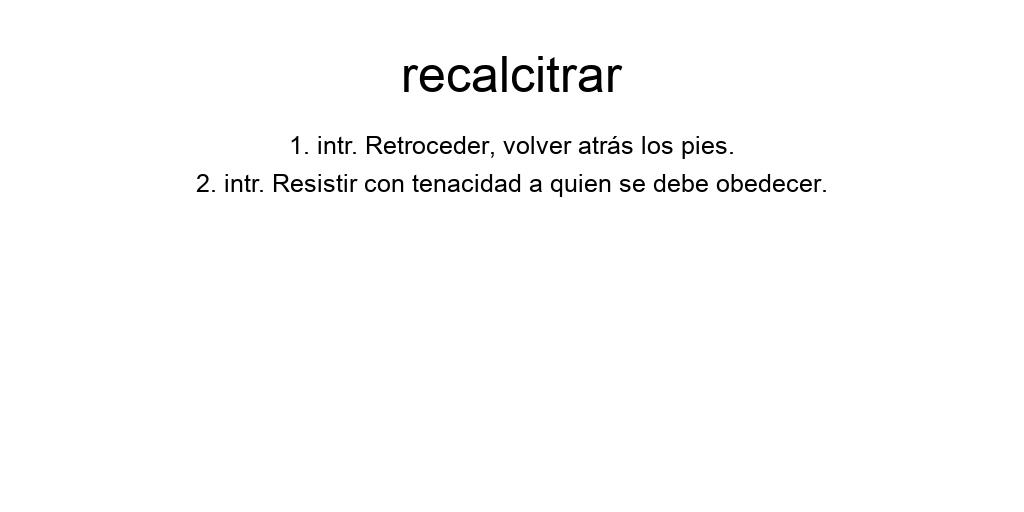 recalcitrar
1. intr. Retroceder, volver atrás los pies.
2. intr. Resistir con tenacidad a quien se debe obedecer.